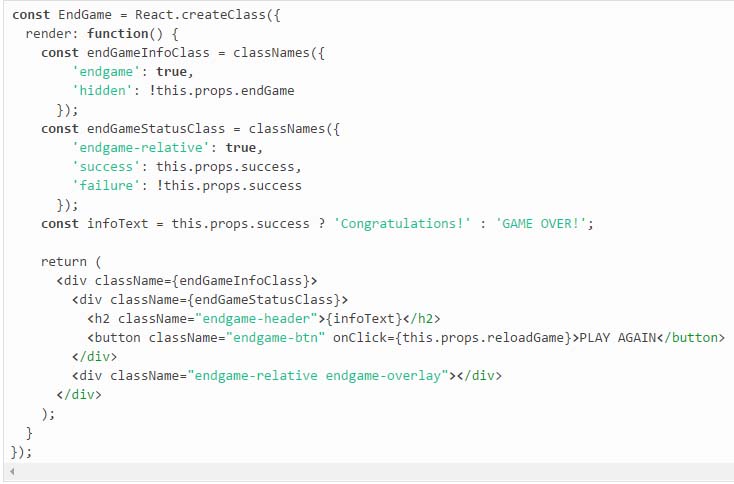 const EndGame = React.createClass({
  render: function() {
    const endGameInfoClass = classNames({
        'endgame': true,
        'hidden': !this.props.endGame
      });
    const endGameStatusClass = classNames({
        'endgame-relative': true,
        'success': this.props.success,
        'failure': !this.props.success
      });
    const infoText = this.props.success ? 'Congratulations!' : 'GAME OVER!';

    return (
      <div className={endGameInfoClass}>
        <div className={endGameStatusClass}>
          <h2 className="endgame-header">{infoText}</h2>
          <button className="endgame-btn" onClick={this.props.reloadGame}>PLAY AGAIN</button>
        </div>
        <div className="endgame-relative endgame-overlay"></div>
      </div>
    );
  }
});